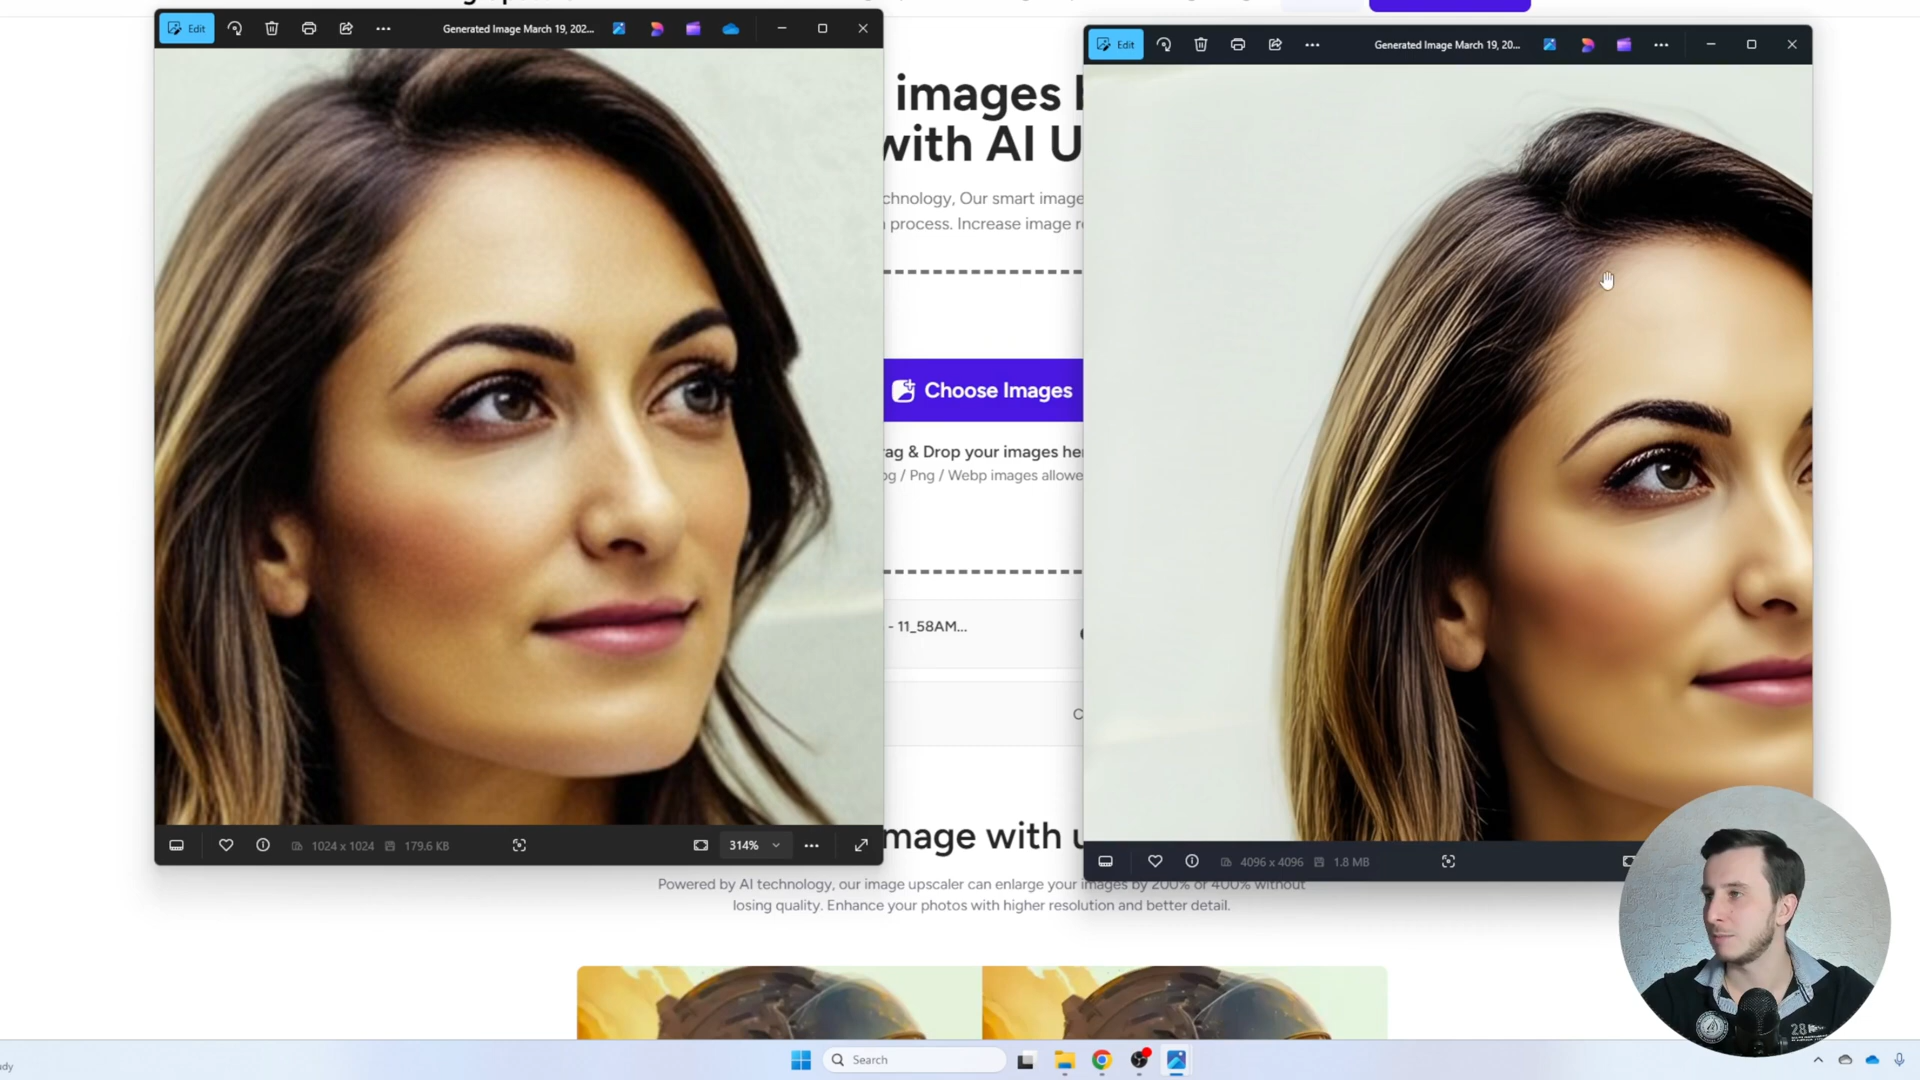 Edit
Generated Image March 19, 202...
Edit
Generated Image March 19, 20...
images
with AI U
chnology, Our smart image
process. Increase image
Choose Images
ag & Drop your images he
pg / Png / Webp images allowe
- 11_58AM...
1024 x 1024
179.6 KB
314%
4096 x 4096
1.8 MB
mage with
Powered by AI technology, our image upscaler can enlarge your images by 200% or 400% without
losing quality. Enhance your photos with higher resolution and better detail.
28
Search